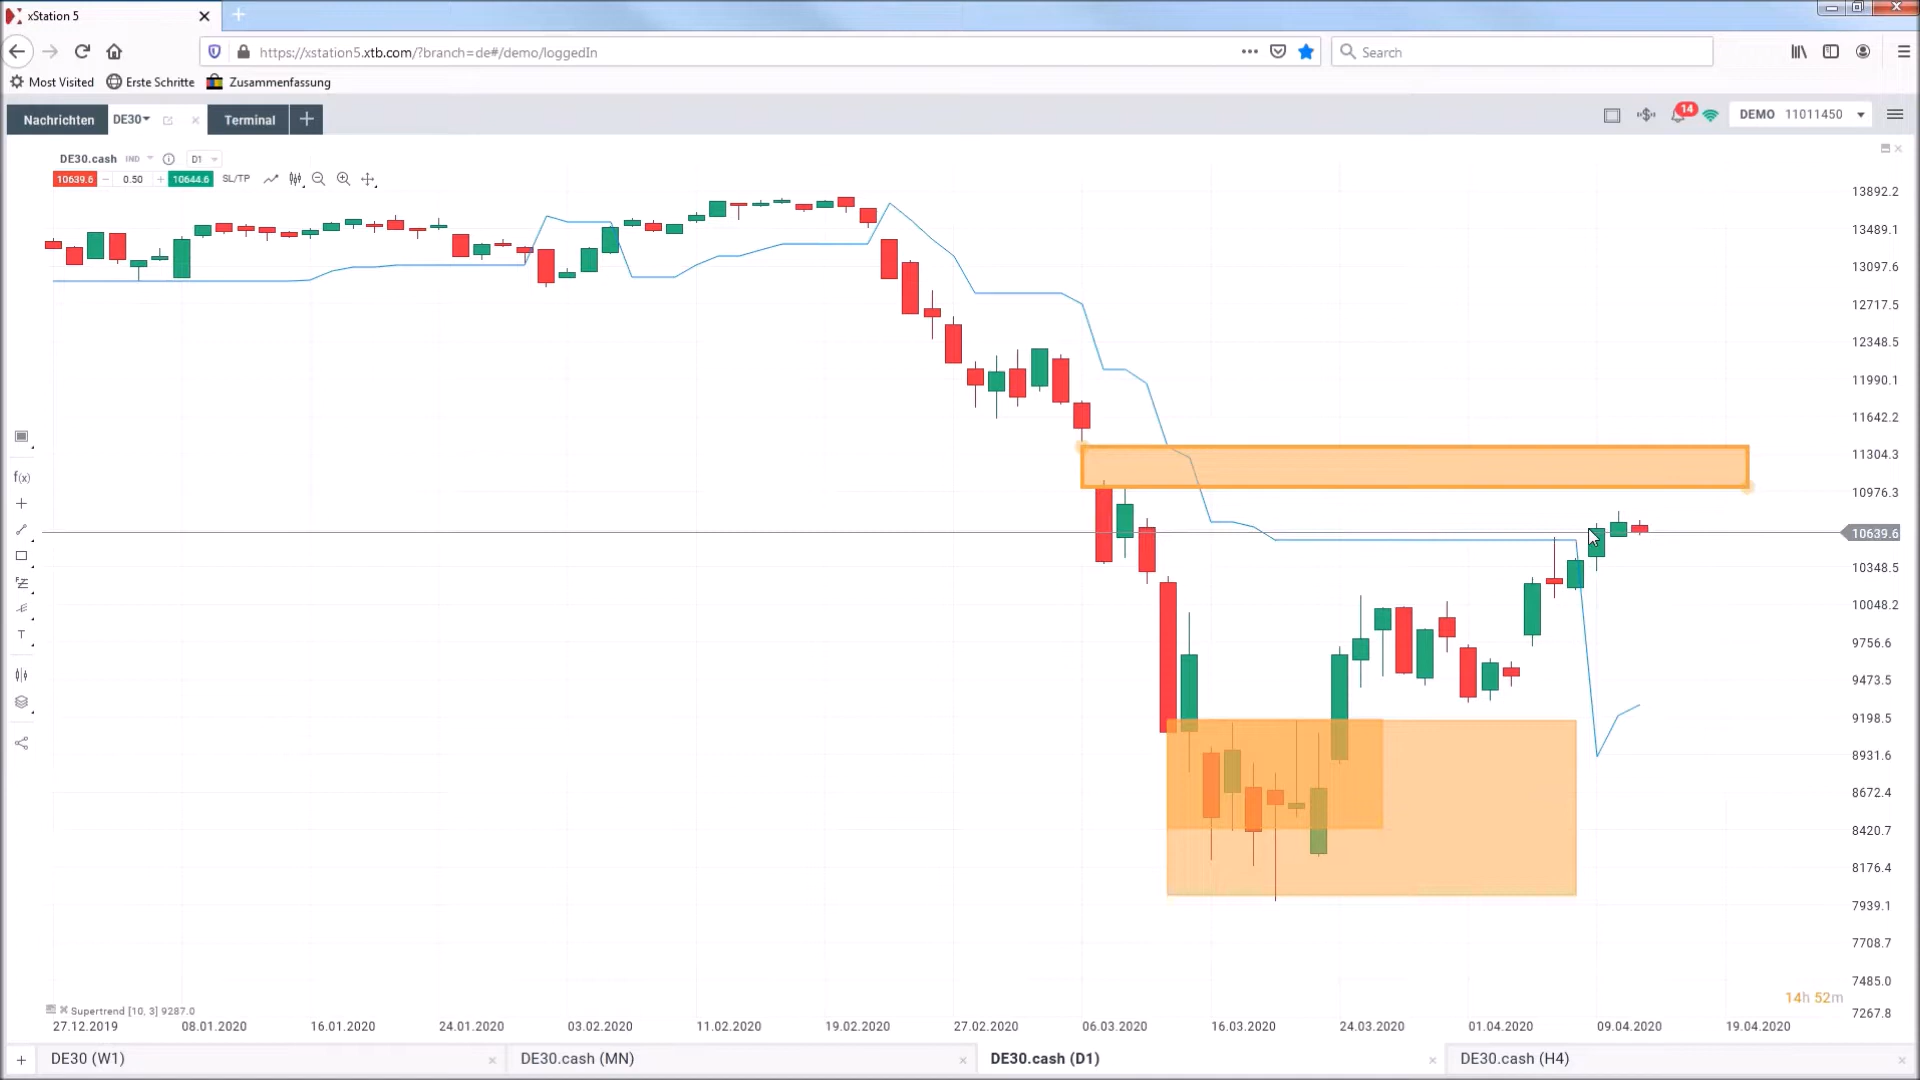 xStation 5
https://xstation5.xtb.com/?branch=de#/demo/loggedIn
Search
Most Visited
Erste Schritte
Zusammenfassung
Nachrichten
DE30
Terminal
14
DEMO 11011450
DE30.cash IND D1
10639.6 0.50 10644.6 SL/TP
13892.2
13489.1
13097.6
12717.5
12348.5
11990.1
11642.2
11304.3
10976.3
10639.6
10348.5
10048.2
9756.6
9473.5
9198.5
8931.6
8672.4
8420.7
8176.4
7939.1
7708.7
7485.0
7267.8
f(x)
T
14h 52m
Supertrend [10, 3] 9287.0
27.12.2019 08.01.2020 16.01.2020 24.01.2020 03.02.2020 11.02.2020 19.02.2020 27.02.2020 06.03.2020 16.03.2020 24.03.2020 01.04.2020 09.04.2020 19.04.2020
DE30 (W1)
DE30.cash (MN)
DE30.cash (D1)
DE30.cash (H4)